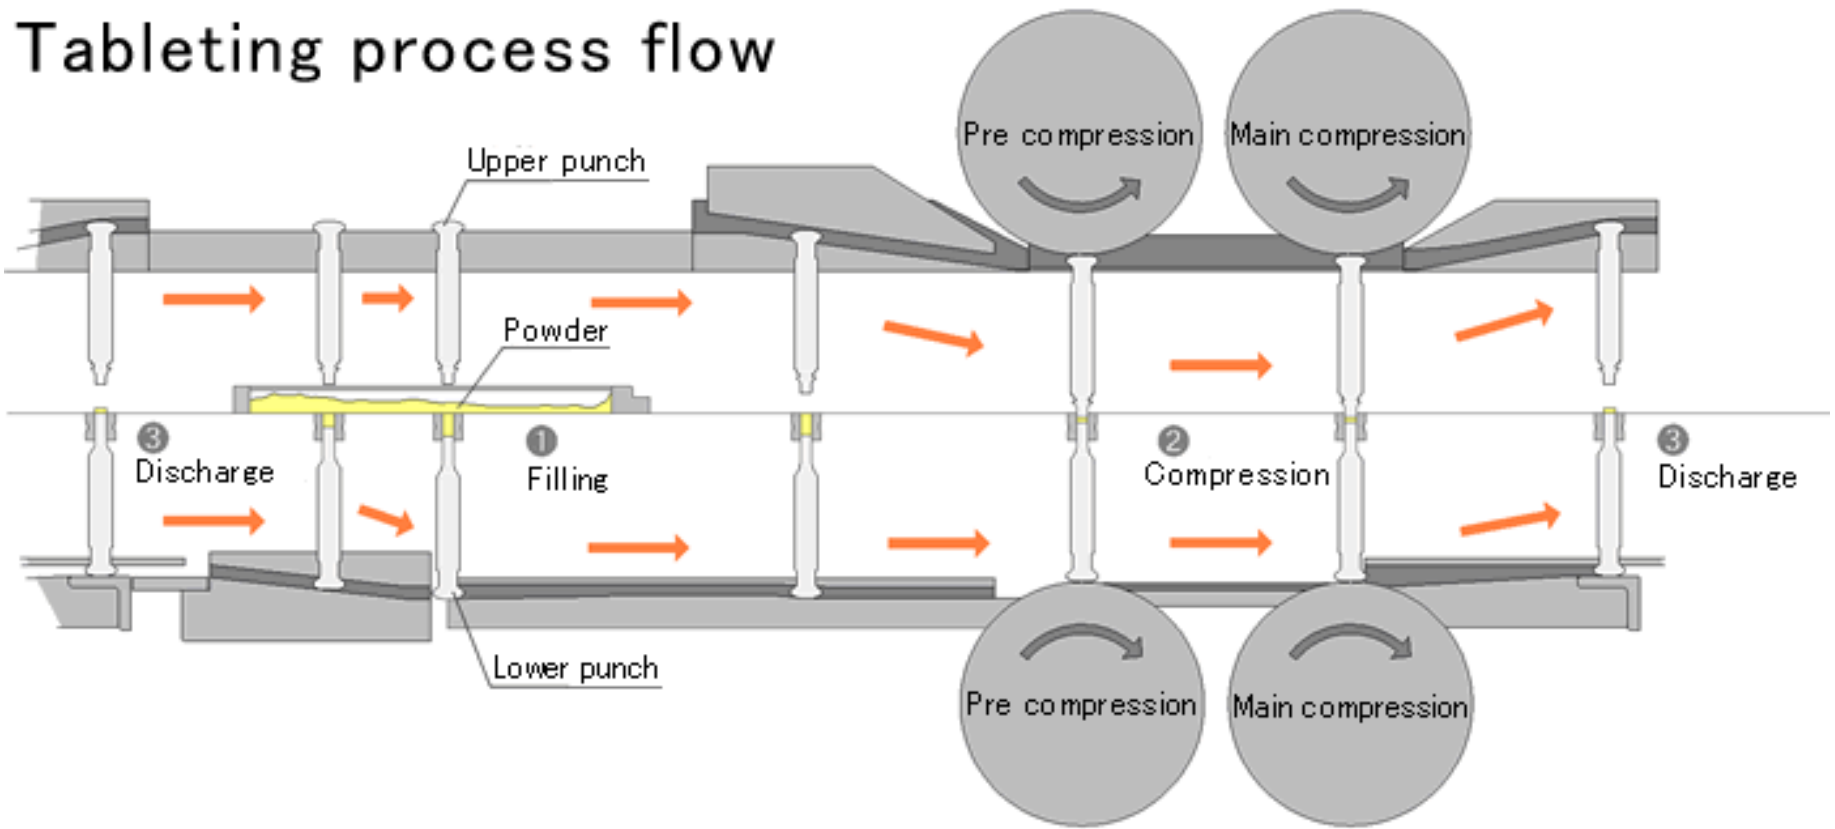 Tableting process flow
Pre compression
Main compression
Upper punch
Powder
3
Discharge
1
Filling
2
Compression
3
Discharge
Lower punch
Pre compression
Main compression